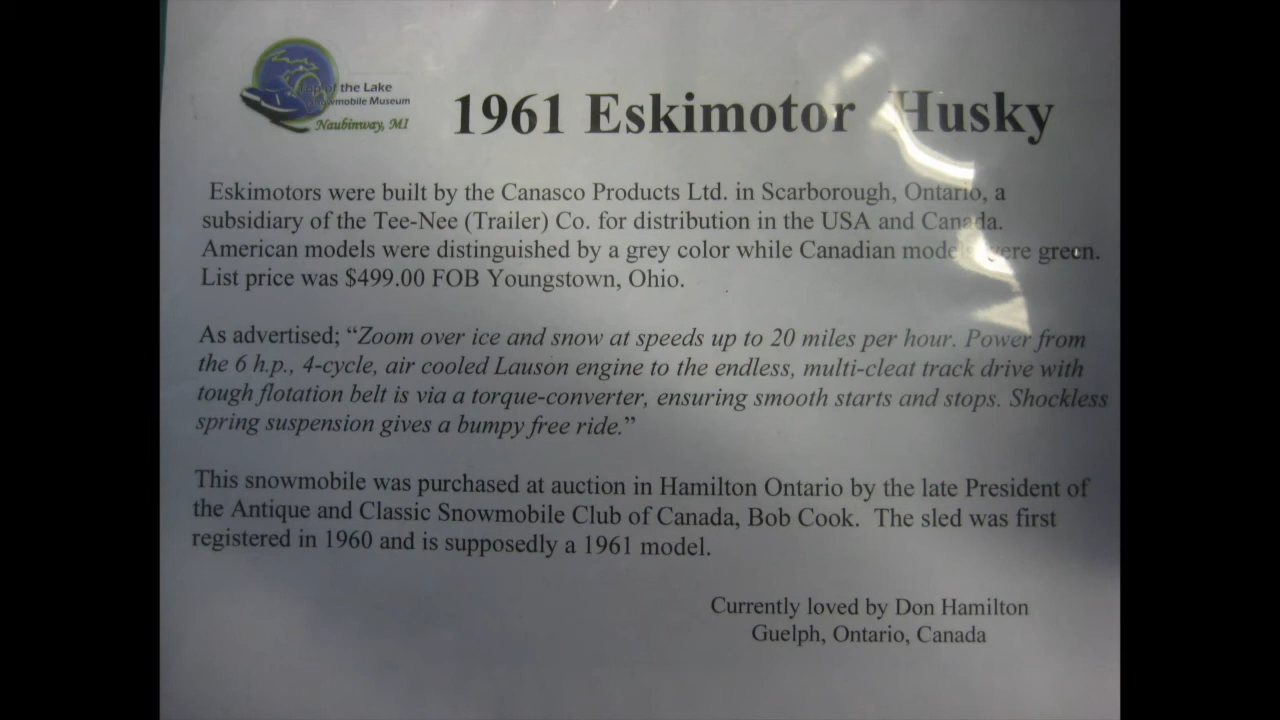 Top of the Lake
Snowmobile Museum
Naubinway, MI
1961 Eskimotor Husky
Eskimotors were built by the Canasco Products Ltd. in Scarborough, Ontario, a
subsidiary of the Tee-Nee (Trailer) Co. for distribution in the USA and Canada.
American models were distinguished by a grey color while Canadian models were green.
List price was $499.00 FOB Youngstown, Ohio.
As advertised; “Zoom over ice and snow at speeds up to 20 miles per hour. Power from
the 6 h.p., 4-cycle, air cooled Lauson engine to the endless, multi-cleat track drive with
tough flotation belt is via a torque-converter, ensuring smooth starts and stops. Shockless
spring suspension gives a bumpy free ride.”
This snowmobile was purchased at auction in Hamilton Ontario by the late President of
the Antique and Classic Snowmobile Club of Canada, Bob Cook. The sled was first
registered in 1960 and is supposedly a 1961 model.
Currently loved by Don Hamilton
Guelph, Ontario, Canada